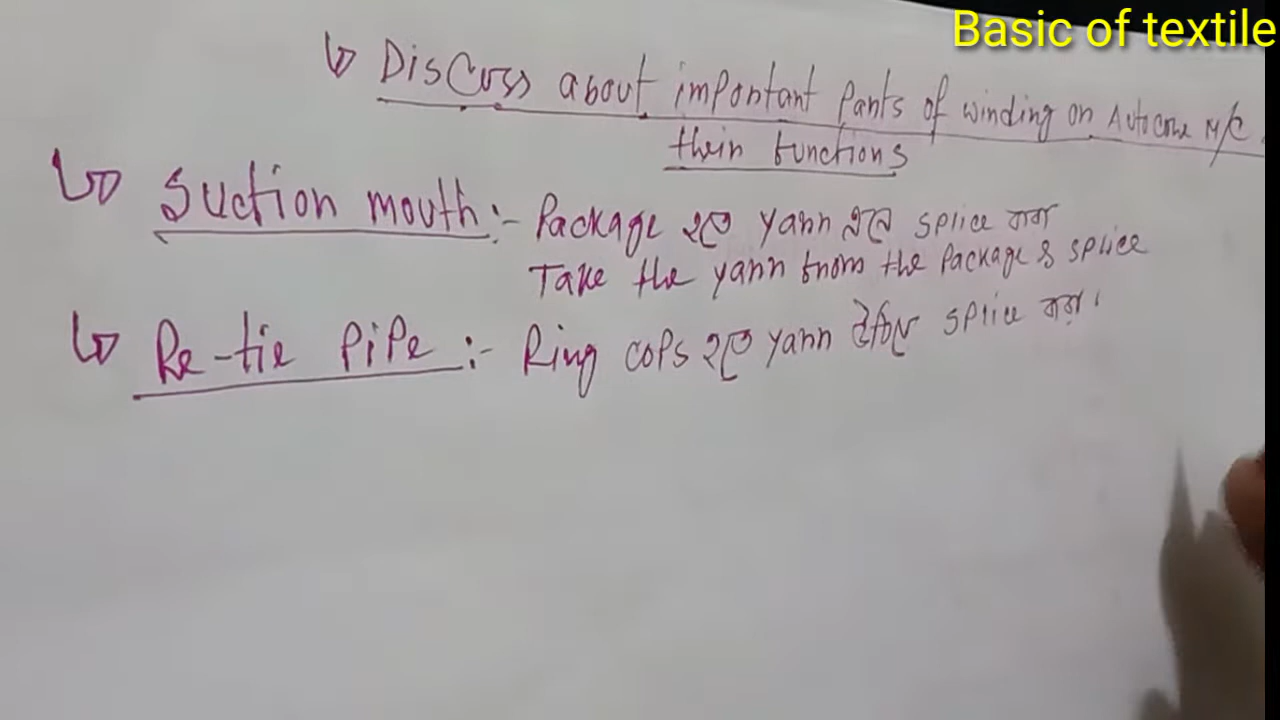 Basic of textile
Discuss about important parts of winding on Autocone M/C.
their functions
Suction mouth :- Package হতে yarn এনে splice করা
Take the yarn from the package & splice
Re-tie pipe :- Ring cops হতে yarn splice করা।